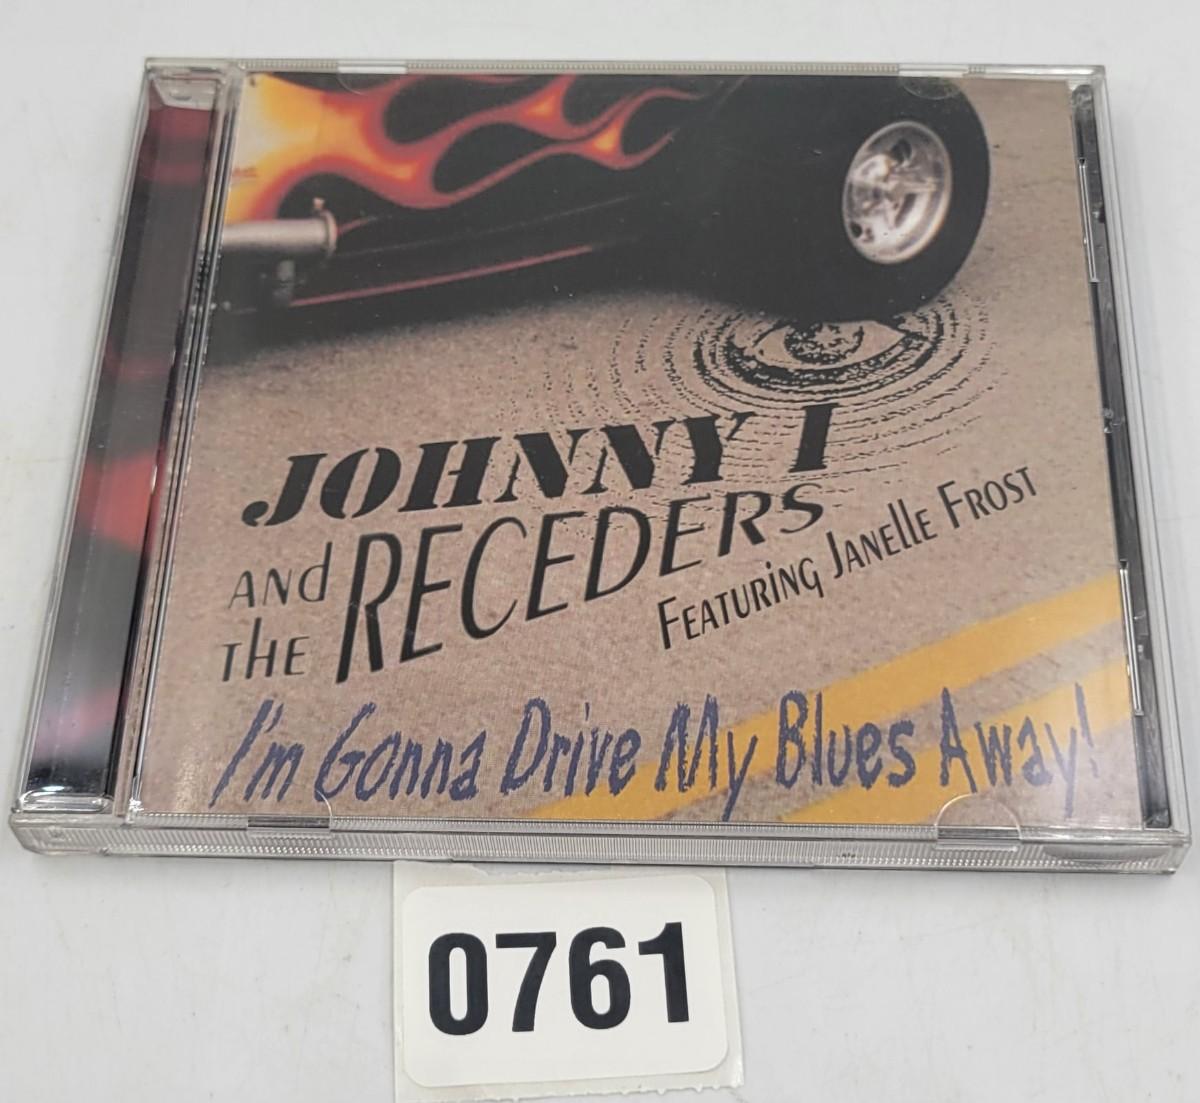 JOHNNY I
AND THE RECEDERS
FEATURING JANELLE FROST
I'm Gonna Drive My Blues Away!
0761